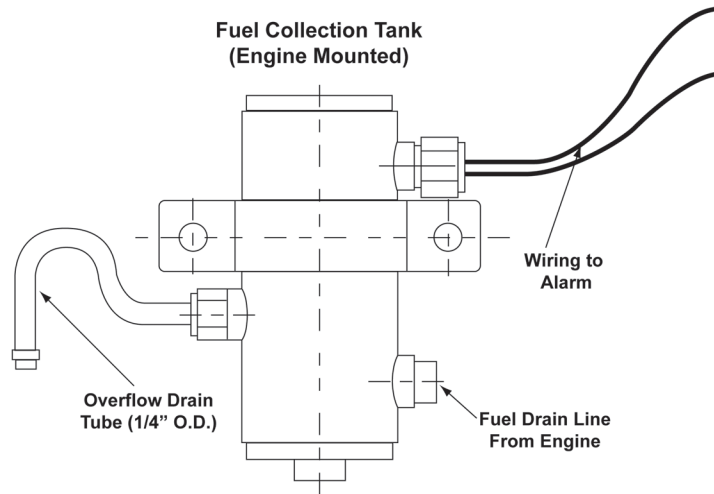 Fuel Collection Tank
(Engine Mounted)
Wiring to
Alarm
Overflow Drain
Tube (1/4” O.D.)
Fuel Drain Line
From Engine